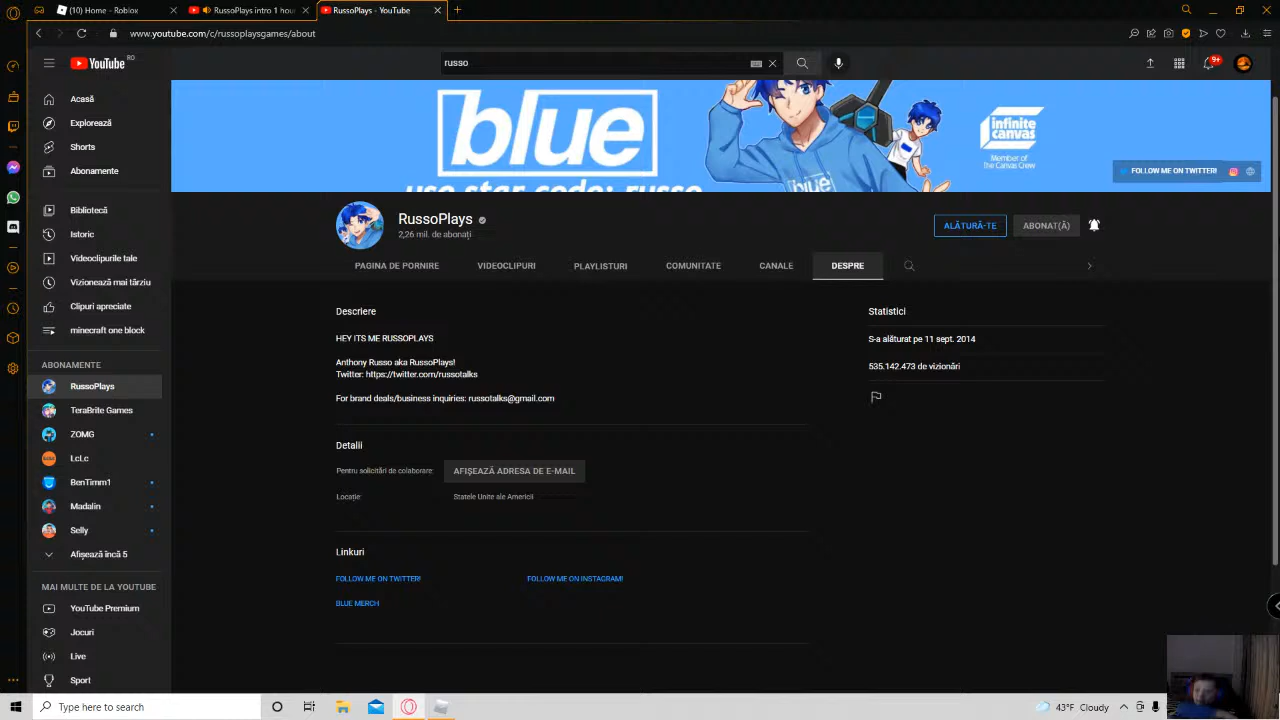 (10) Home - Roblox
RussoPlays intro 1 hou
RussoPlays - YouTube
www.youtube.com/c/russoplaysgames/about
YouTube RO
russo
9+
Acasă
Explorează
Shorts
Abonamente
Bibliotecă
Istoric
Videoclipurile tale
Vizionează mai târziu
Clipuri apreciate
minecraft one block
ABONAMENTE
RussoPlays
TeraBrite Games
ZOMG
LcLc
BenTimm1
Madalin
Selly
Afișează încă 5
MAI MULTE DE LA YOUTUBE
YouTube Premium
Jocuri
Live
Sport
blue
use star code: russo
blue
infinite
canvas
Member of
The Canvas Crew
FOLLOW ME ON TWITTER!
RussoPlays
2,26 mil. de abonați
ALĂTURĂ-TE
ABONAT(Ă)
PAGINA DE PORNIRE
VIDEOCLIPURI
PLAYLISTURI
COMUNITATE
CANALE
DESPRE
Descriere
HEY ITS ME RUSSOPLAYS
Anthony Russo aka RussoPlays!
Twitter: https://twitter.com/russotalks
For brand deals/business inquiries: russotalks@gmail.com
Detalii
Pentru solicitări de colaborare:
AFIȘEAZĂ ADRESA DE E-MAIL
Locație:
Statele Unite ale Americii
Linkuri
FOLLOW ME ON TWITTER!
FOLLOW ME ON INSTAGRAM!
BLUE MERCH
Statistici
S-a alăturat pe 11 sept. 2014
535.142.473 de vizionări
Type here to search
43°F Cloudy